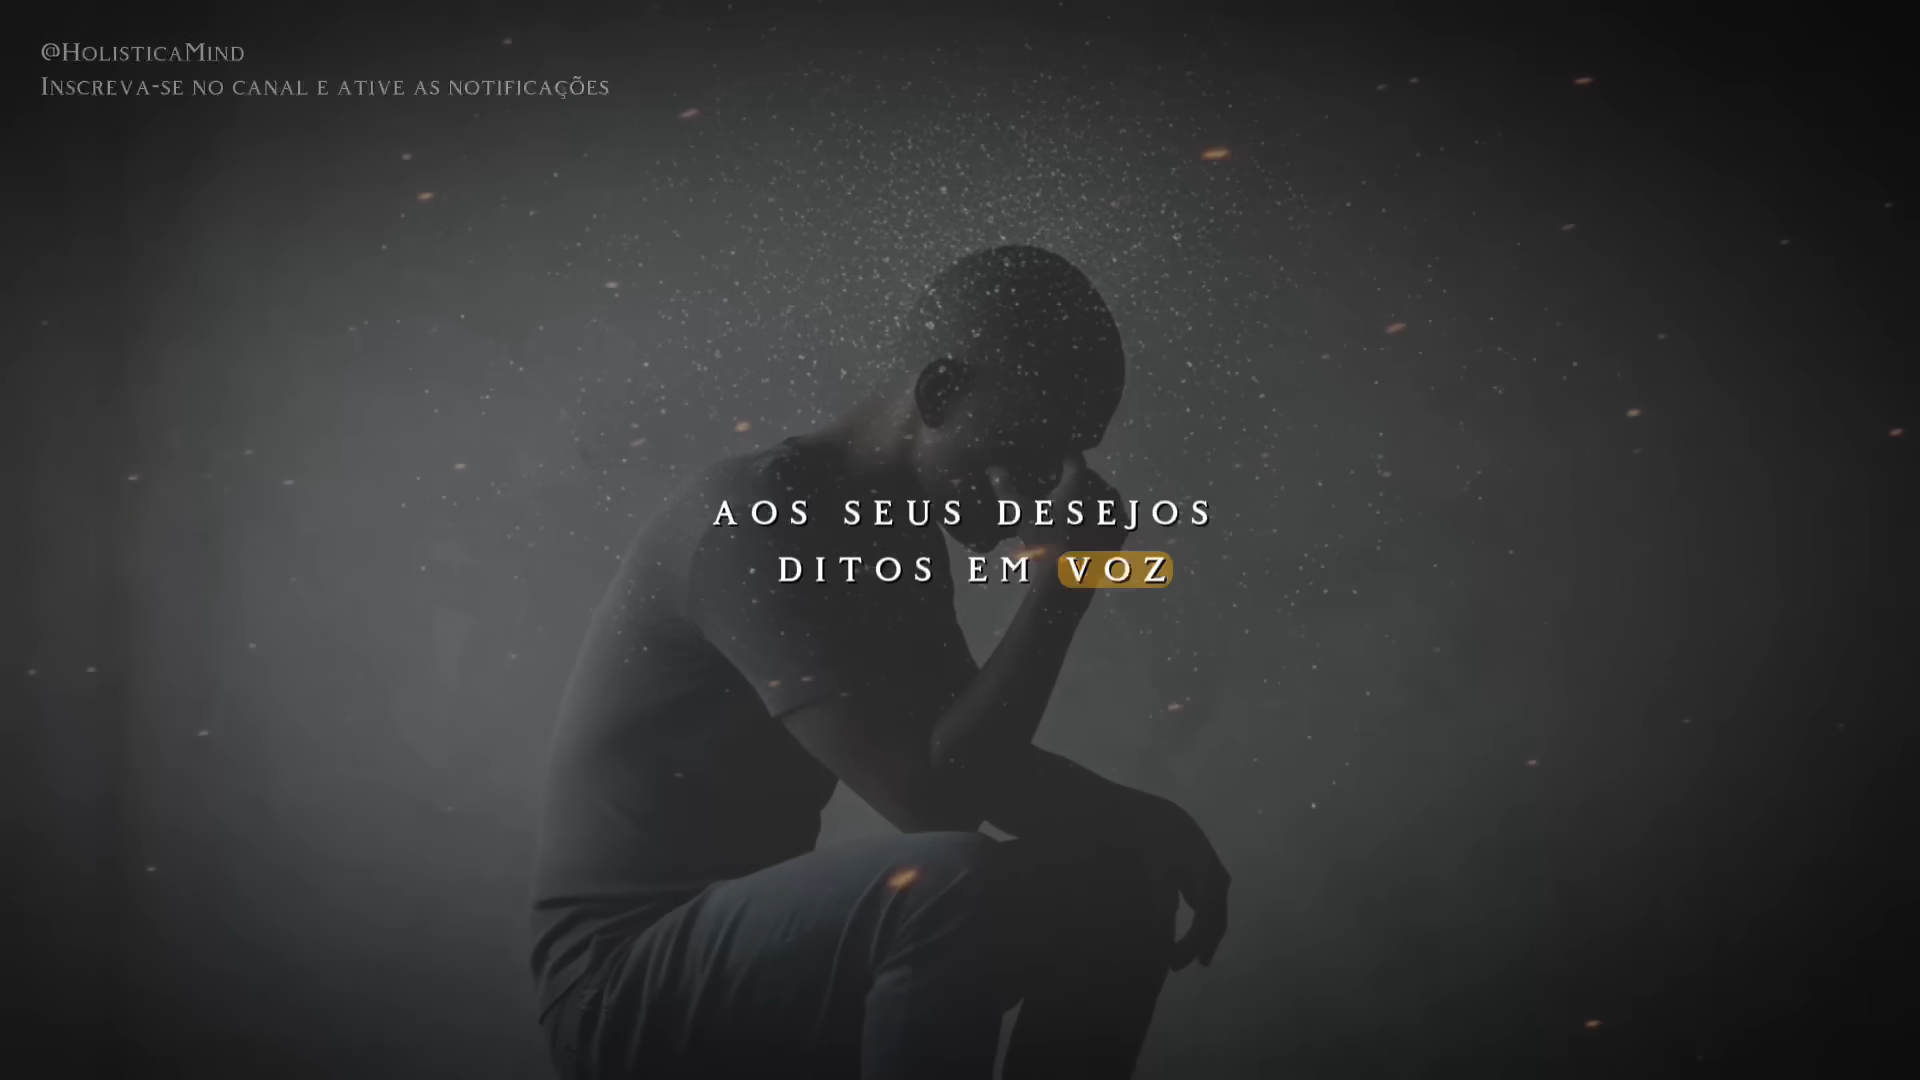 @HolisticaMind
Inscreva-se no canal e ative as notificações
AOS SEUS DESEJOS
DITOS EM VOZ